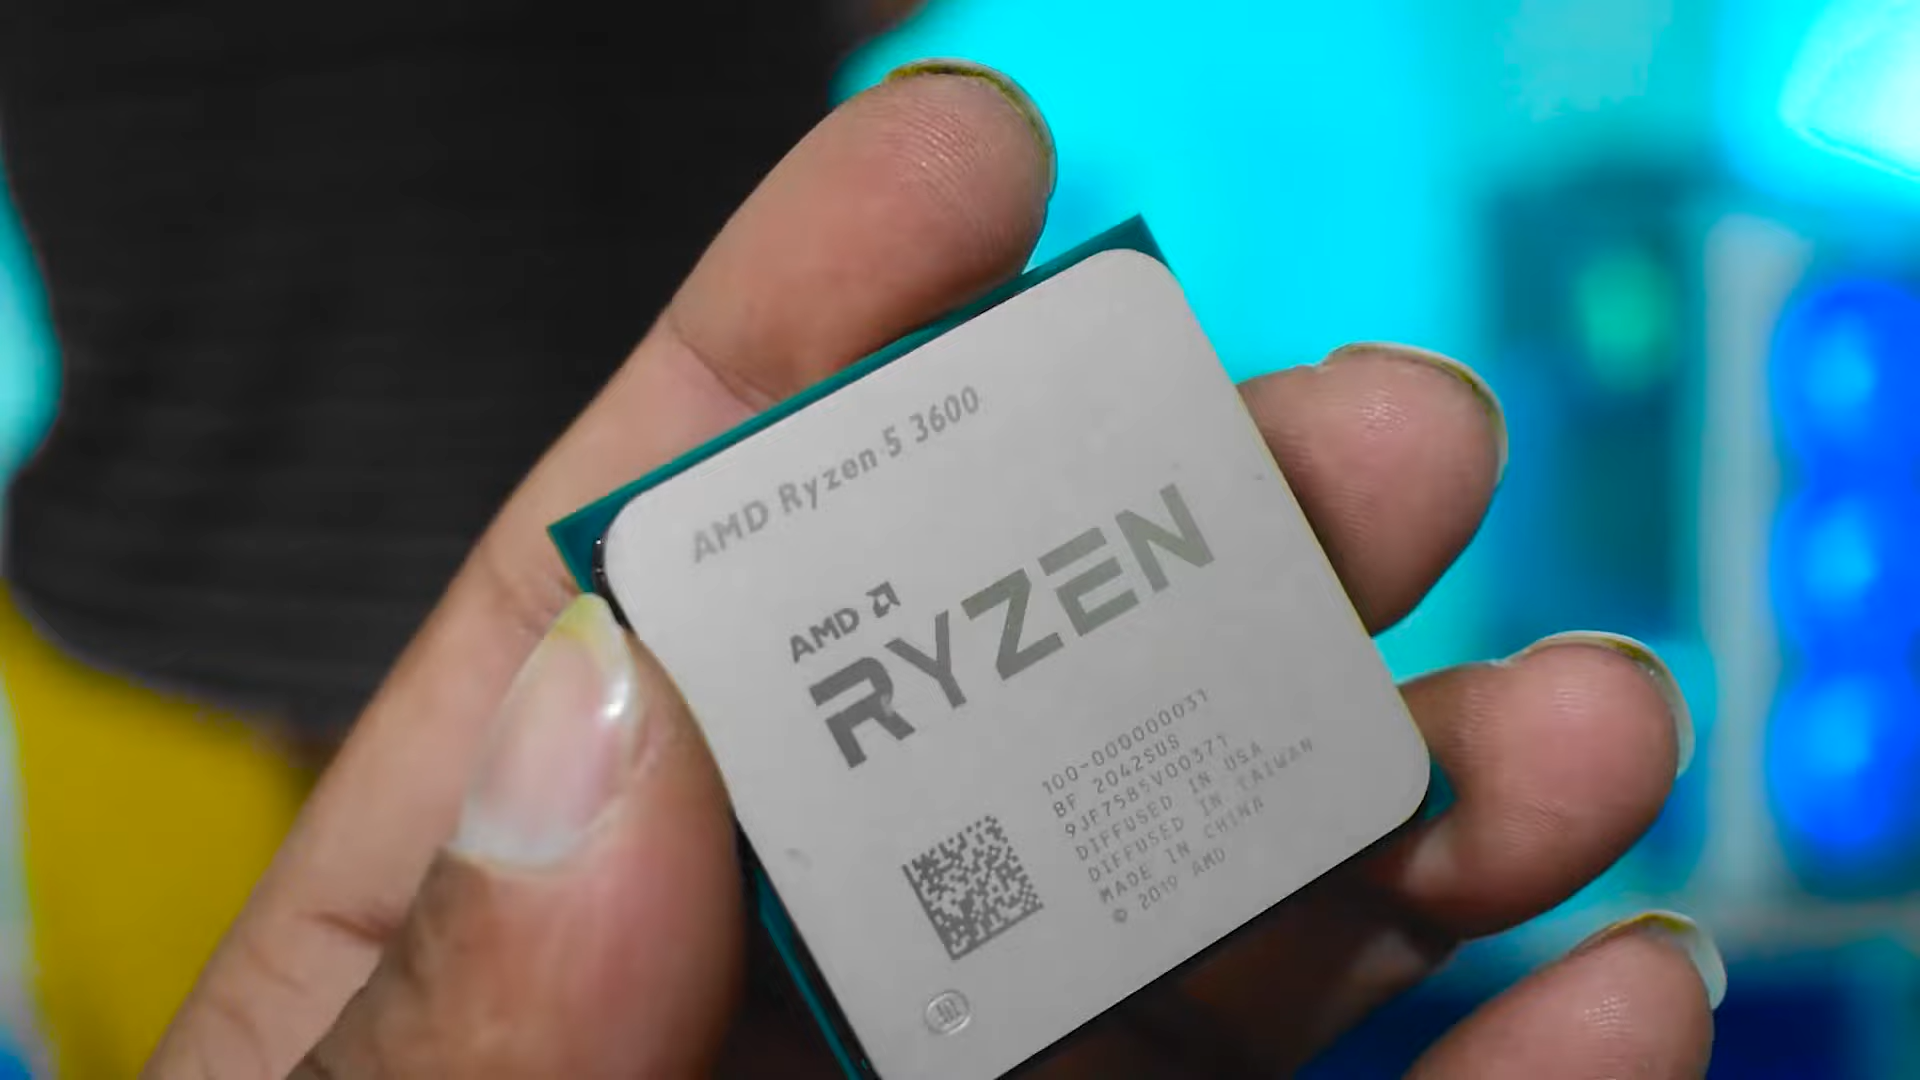 AMD Ryzen 5 3600
AMD
RYZEN
100-000000031
BF 2042SUS
9JF7585V00371
DIFFUSED IN USA
DIFFUSED IN TAIWAN
MADE IN CHINA
© 2019 AMD